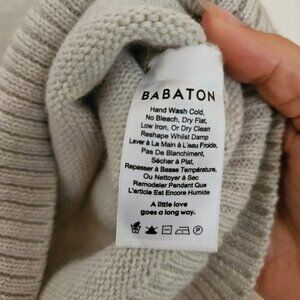 BABATON
Hand Wash Cold,
No Bleach, Dry Flat,
Low Iron, Or Dry Clean
Reshape Whilst Damp
Laver à La Main à L'eau Froide,
Pas De Blanchiment,
Sécher à Plat,
Repasser à Basse Température,
Ou Nettoyer à Sec
Remodeler Pendant Que
L'article Est Encore Humide
A little love
goes a long way.